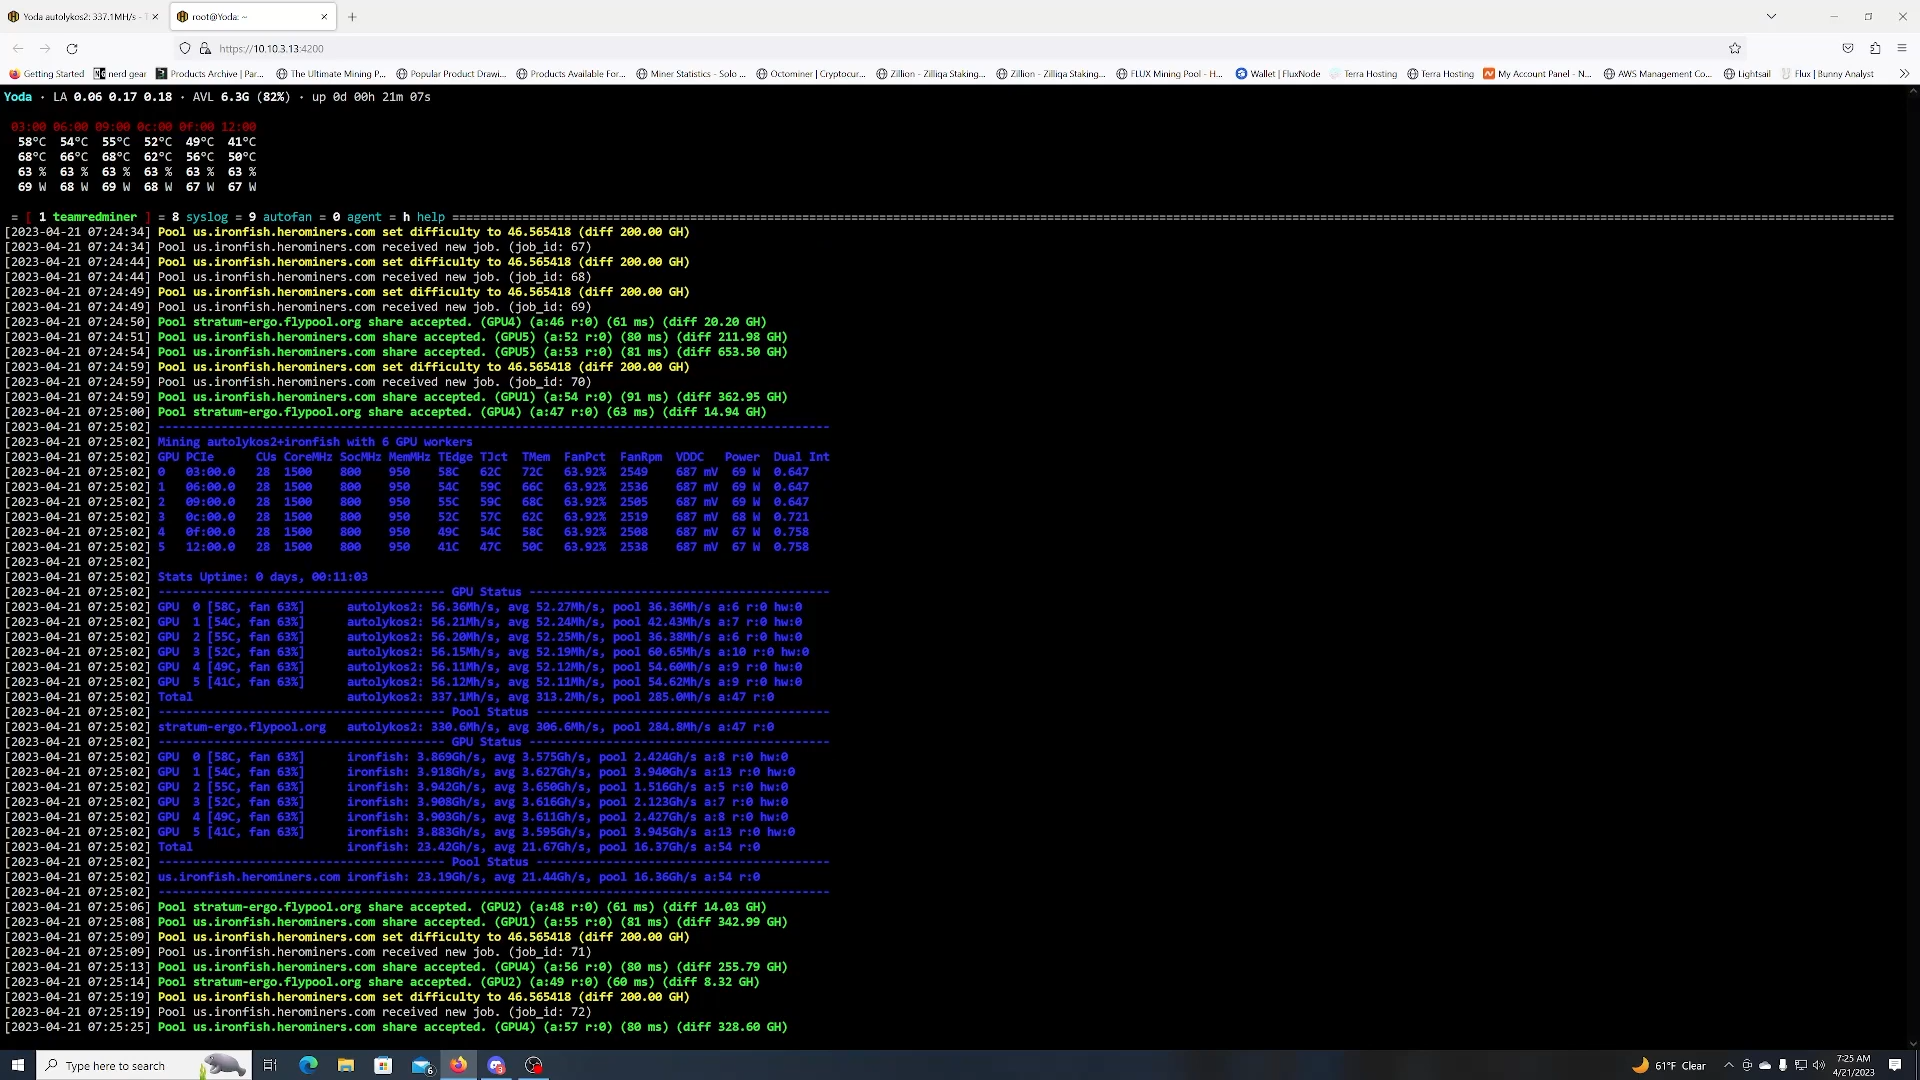 Yoda autolykos2: 337.1MH/s - T
root@Yoda: ~
https://10.10.3.13:4200
Getting Started nerd gear Products Archive | Par... The Ultimate Mining P... Popular Product Drawi... Products Available For... Miner Statistics - Solo ... Octominer | Cryptocur... Zillion - Zilliqa Staking... Zillion - Zilliqa Staking... FLUX Mining Pool - H... Wallet | FluxNode Terra Hosting Terra Hosting My Account Panel - N... AWS Management Co... Lightsail Flux | Bunny Analyst
Yoda · LA 0.06 0.17 0.18 · AVL 6.3G (82%) · up 0d 00h 21m 07s
03:00 06:00 09:00 0c:00 0f:00 12:00
58°C 54°C 55°C 52°C 49°C 41°C
68°C 66°C 68°C 62°C 56°C 50°C
63 % 63 % 63 % 63 % 63 % 63 %
69 W 68 W 69 W 68 W 67 W 67 W
= [ 1 teamredminer ] = 8 syslog = 9 autofan = 0 agent = h help ====================
[2023-04-21 07:24:34] Pool us.ironfish.herominers.com set difficulty to 46.565418 (diff 200.00 GH)
[2023-04-21 07:24:34] Pool us.ironfish.herominers.com received new job. (job_id: 67)
[2023-04-21 07:24:44] Pool us.ironfish.herominers.com set difficulty to 46.565418 (diff 200.00 GH)
[2023-04-21 07:24:44] Pool us.ironfish.herominers.com received new job. (job_id: 68)
[2023-04-21 07:24:49] Pool us.ironfish.herominers.com set difficulty to 46.565418 (diff 200.00 GH)
[2023-04-21 07:24:49] Pool us.ironfish.herominers.com received new job. (job_id: 69)
[2023-04-21 07:24:50] Pool stratum-ergo.flypool.org share accepted. (GPU4) (a:46 r:0) (61 ms) (diff 20.20 GH)
[2023-04-21 07:24:51] Pool us.ironfish.herominers.com share accepted. (GPU5) (a:52 r:0) (80 ms) (diff 211.98 GH)
[2023-04-21 07:24:54] Pool us.ironfish.herominers.com share accepted. (GPU5) (a:53 r:0) (81 ms) (diff 653.50 GH)
[2023-04-21 07:24:59] Pool us.ironfish.herominers.com set difficulty to 46.565418 (diff 200.00 GH)
[2023-04-21 07:24:59] Pool us.ironfish.herominers.com received new job. (job_id: 70)
[2023-04-21 07:24:59] Pool us.ironfish.herominers.com share accepted. (GPU1) (a:54 r:0) (91 ms) (diff 362.95 GH)
[2023-04-21 07:25:00] Pool stratum-ergo.flypool.org share accepted. (GPU4) (a:47 r:0) (63 ms) (diff 14.94 GH)
[2023-04-21 07:25:02] --------------------
[2023-04-21 07:25:02] Mining autolykos2+ironfish with 6 GPU workers
[2023-04-21 07:25:02] GPU PCIe CUs CoreMHz SocMHz MemMHz TEdge TJct TMem FanPct FanRpm VDDC Power Dual Int
[2023-04-21 07:25:02] 0 03:00.0 28 1500 800 950 58C 62C 72C 63.92% 2549 687 mV 69 W 0.647
[2023-04-21 07:25:02] 1 06:00.0 28 1500 800 950 54C 59C 66C 63.92% 2536 687 mV 69 W 0.647
[2023-04-21 07:25:02] 2 09:00.0 28 1500 800 950 55C 59C 68C 63.92% 2505 687 mV 69 W 0.647
[2023-04-21 07:25:02] 3 0c:00.0 28 1500 800 950 52C 57C 62C 63.92% 2519 687 mV 68 W 0.721
[2023-04-21 07:25:02] 4 0f:00.0 28 1500 800 950 49C 54C 58C 63.92% 2508 687 mV 67 W 0.758
[2023-04-21 07:25:02] 5 12:00.0 28 1500 800 950 41C 47C 50C 63.92% 2538 687 mV 67 W 0.758
[2023-04-21 07:25:02]
[2023-04-21 07:25:02] Stats Uptime: 0 days, 00:11:03
[2023-04-21 07:25:02] -------------------- GPU Status --------------------
[2023-04-21 07:25:02] GPU 0 [58C, fan 63%] autolykos2: 56.36Mh/s, avg 52.27Mh/s, pool 36.36Mh/s a:6 r:0 hw:0
[2023-04-21 07:25:02] GPU 1 [54C, fan 63%] autolykos2: 56.21Mh/s, avg 52.24Mh/s, pool 42.43Mh/s a:7 r:0 hw:0
[2023-04-21 07:25:02] GPU 2 [55C, fan 63%] autolykos2: 56.20Mh/s, avg 52.25Mh/s, pool 36.38Mh/s a:6 r:0 hw:0
[2023-04-21 07:25:02] GPU 3 [52C, fan 63%] autolykos2: 56.15Mh/s, avg 52.19Mh/s, pool 60.65Mh/s a:10 r:0 hw:0
[2023-04-21 07:25:02] GPU 4 [49C, fan 63%] autolykos2: 56.11Mh/s, avg 52.12Mh/s, pool 54.60Mh/s a:9 r:0 hw:0
[2023-04-21 07:25:02] GPU 5 [41C, fan 63%] autolykos2: 56.12Mh/s, avg 52.11Mh/s, pool 54.62Mh/s a:9 r:0 hw:0
[2023-04-21 07:25:02] Total autolykos2: 337.1Mh/s, avg 313.2Mh/s, pool 285.0Mh/s a:47 r:0
[2023-04-21 07:25:02] -------------------- Pool Status --------------------
[2023-04-21 07:25:02] stratum-ergo.flypool.org autolykos2: 330.6Mh/s, avg 306.6Mh/s, pool 284.8Mh/s a:47 r:0
[2023-04-21 07:25:02] -------------------- GPU Status --------------------
[2023-04-21 07:25:02] GPU 0 [58C, fan 63%] ironfish: 3.869Gh/s, avg 3.575Gh/s, pool 2.424Gh/s a:8 r:0 hw:0
[2023-04-21 07:25:02] GPU 1 [54C, fan 63%] ironfish: 3.918Gh/s, avg 3.627Gh/s, pool 3.940Gh/s a:13 r:0 hw:0
[2023-04-21 07:25:02] GPU 2 [55C, fan 63%] ironfish: 3.942Gh/s, avg 3.650Gh/s, pool 1.516Gh/s a:5 r:0 hw:0
[2023-04-21 07:25:02] GPU 3 [52C, fan 63%] ironfish: 3.908Gh/s, avg 3.616Gh/s, pool 2.123Gh/s a:7 r:0 hw:0
[2023-04-21 07:25:02] GPU 4 [49C, fan 63%] ironfish: 3.903Gh/s, avg 3.611Gh/s, pool 2.427Gh/s a:8 r:0 hw:0
[2023-04-21 07:25:02] GPU 5 [41C, fan 63%] ironfish: 3.883Gh/s, avg 3.595Gh/s, pool 3.945Gh/s a:13 r:0 hw:0
[2023-04-21 07:25:02] Total ironfish: 23.42Gh/s, avg 21.67Gh/s, pool 16.37Gh/s a:54 r:0
[2023-04-21 07:25:02] -------------------- Pool Status --------------------
[2023-04-21 07:25:02] us.ironfish.herominers.com ironfish: 23.19Gh/s, avg 21.44Gh/s, pool 16.36Gh/s a:54 r:0
[2023-04-21 07:25:02] --------------------
[2023-04-21 07:25:06] Pool stratum-ergo.flypool.org share accepted. (GPU2) (a:48 r:0) (61 ms) (diff 14.03 GH)
[2023-04-21 07:25:08] Pool us.ironfish.herominers.com share accepted. (GPU1) (a:55 r:0) (81 ms) (diff 342.99 GH)
[2023-04-21 07:25:09] Pool us.ironfish.herominers.com set difficulty to 46.565418 (diff 200.00 GH)
[2023-04-21 07:25:09] Pool us.ironfish.herominers.com received new job. (job_id: 71)
[2023-04-21 07:25:13] Pool us.ironfish.herominers.com share accepted. (GPU4) (a:56 r:0) (80 ms) (diff 255.79 GH)
[2023-04-21 07:25:14] Pool stratum-ergo.flypool.org share accepted. (GPU2) (a:49 r:0) (60 ms) (diff 8.32 GH)
[2023-04-21 07:25:19] Pool us.ironfish.herominers.com set difficulty to 46.565418 (diff 200.00 GH)
[2023-04-21 07:25:19] Pool us.ironfish.herominers.com received new job. (job_id: 72)
[2023-04-21 07:25:25] Pool us.ironfish.herominers.com share accepted. (GPU4) (a:57 r:0) (80 ms) (diff 328.60 GH)
Type here to search
6
3
61°F Clear
7:25 AM
4/21/2023